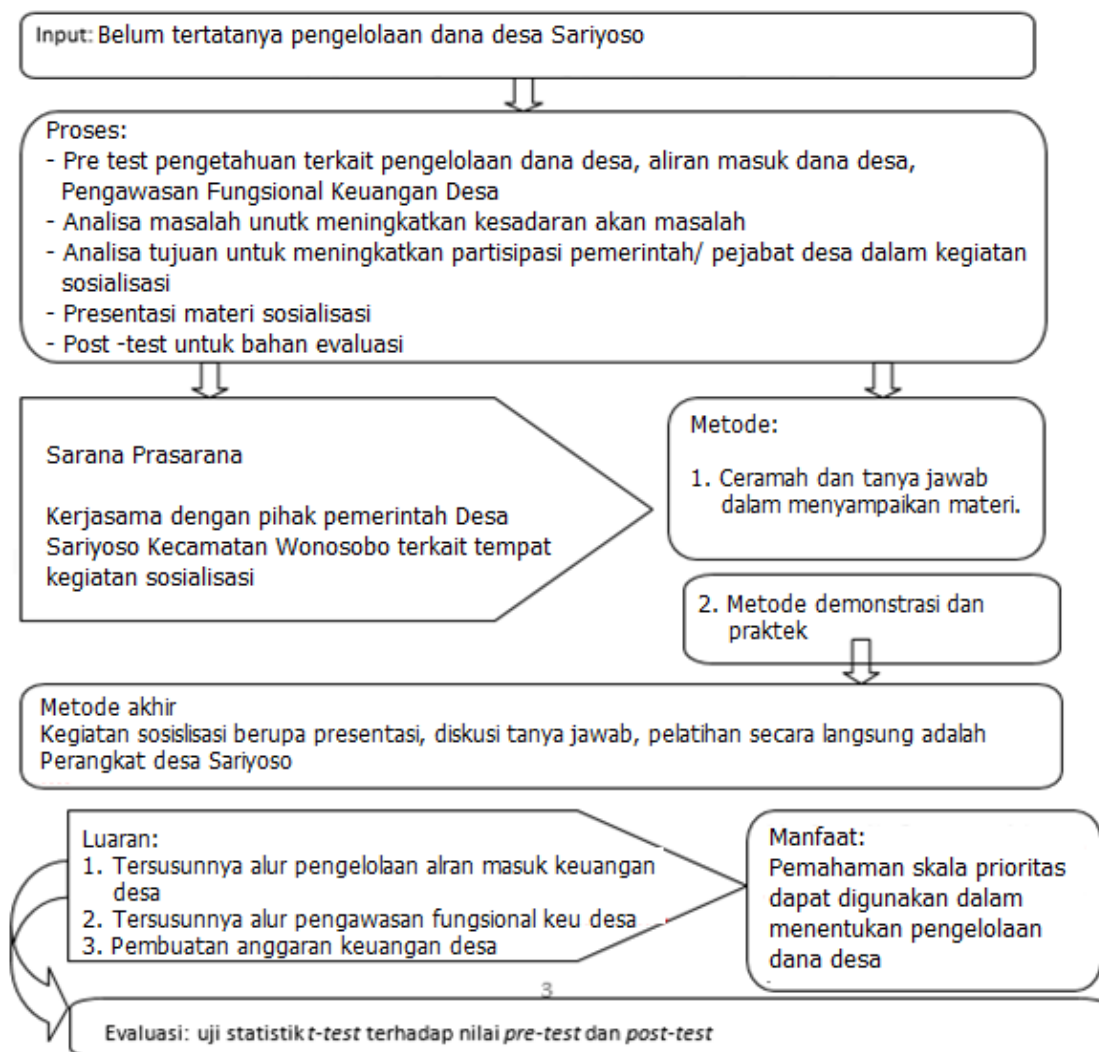 Input: Belum tertatanya pengelolaan dana desa Sariyoso
Proses:
- Pre test pengetahuan terkait pengelolaan dana desa, aliran masuk dana desa,
Pengawasan Fungsional Keuangan Desa
- Analisa masalah unutk meningkatkan kesadaran akan masalah
- Analisa tujuan untuk meningkatkan partisipasi pemerintah/ pejabat desa dalam kegiatan
sosialisasi
- Presentasi materi sosialisasi
- Post -test untuk bahan evaluasi
Sarana Prasarana
Kerjasama dengan pihak pemerintah Desa
Sariyoso Kecamatan Wonosobo terkait tempat
kegiatan sosialisasi
Metode:
1. Ceramah dan tanya jawab
dalam menyampaikan materi.
2. Metode demonstrasi dan
praktek
Metode akhir
Kegiatan sosislisasi berupa presentasi, diskusi tanya jawab, pelatihan secara langsung adalah
Perangkat desa Sariyoso
Luaran:
1. Tersusunnya alur pengelolaan alran masuk keuangan
desa
2. Tersusunnya alur pengawasan fungsional keu desa
3. Pembuatan anggaran keuangan desa
Manfaat:
Pemahaman skala prioritas
dapat digunakan dalam
menentukan pengelolaan
dana desa
3
Evaluasi: uji statistik t-test terhadap nilai pre-test dan post-test